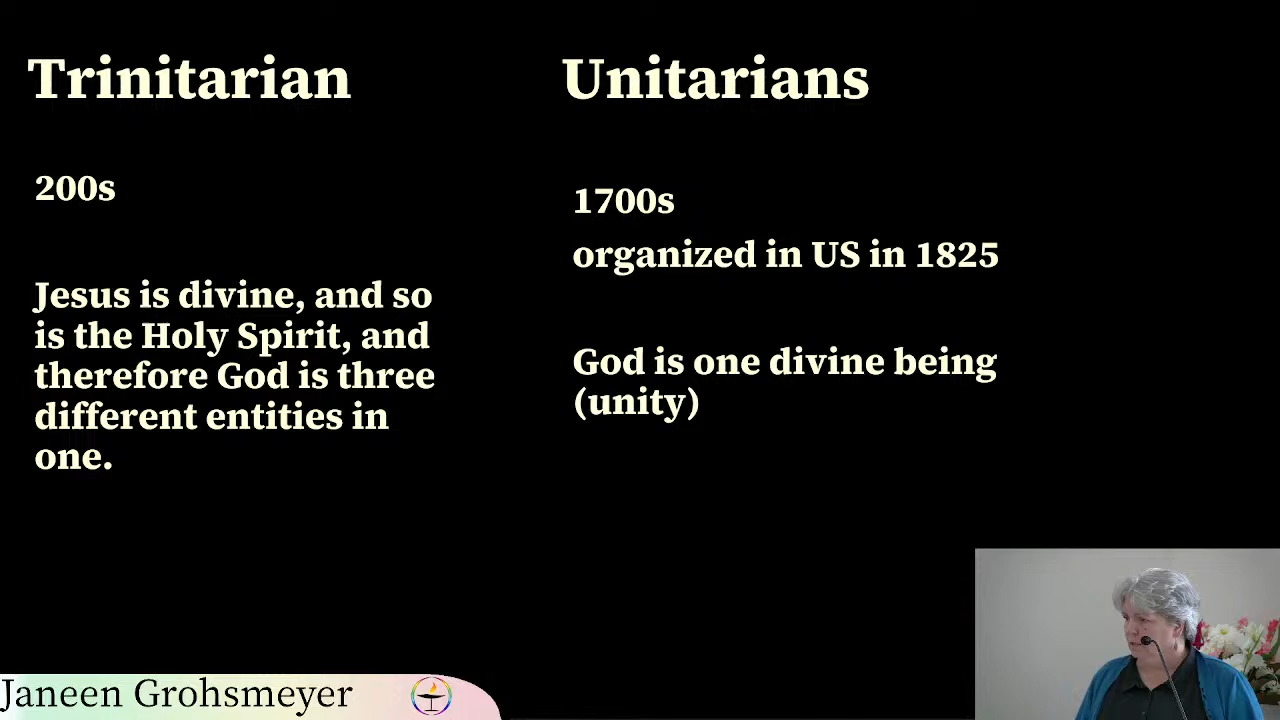 Trinitarian
200s
Jesus is divine, and so
is the Holy Spirit, and
therefore God is three
different entities in
one.
Unitarians
1700s
organized in US in 1825
God is one divine being
(unity)
Janeen Grohsmeyer